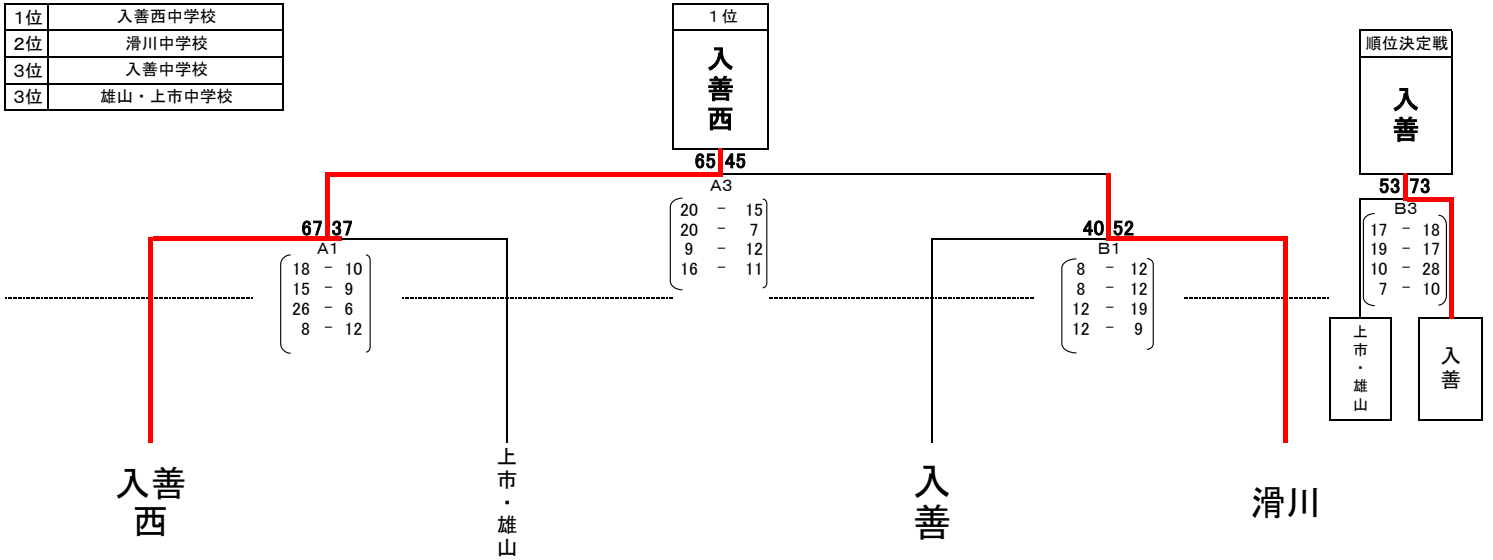 1位 入善西中学校
2位 滑川中学校
3位 入善中学校
3位 雄山・上市中学校
1位
入善西
65 45
A3
20 - 15
20 - 7
9 - 12
16 - 11
順位決定戦
入善
53 73
B3
17 - 18
19 - 17
10 - 28
7 - 10
上市・雄山
入善
67 37
A1
18 - 10
15 - 9
26 - 6
8 - 12
40 52
B1
8 - 12
8 - 12
12 - 19
12 - 9
入善
西
上市・雄山
入善
滑川